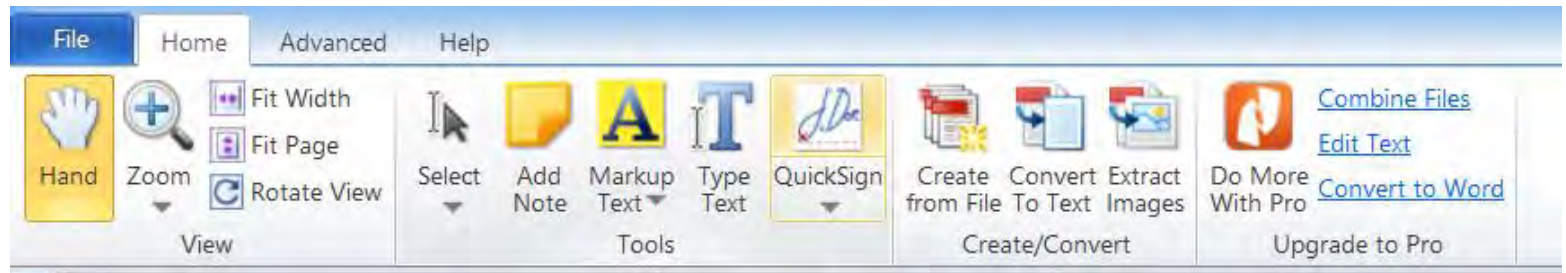 File Home Advanced Help
Hand
Zoom
Fit Width
Fit Page
Rotate View
View
Select
Add
Note
Markup
Text
Type
Text
J.Doe
QuickSign
Tools
Create
from File
Convert
To Text
Extract
Images
Create/Convert
Do More
With Pro
Combine Files
Edit Text
Convert to Word
Upgrade to Pro